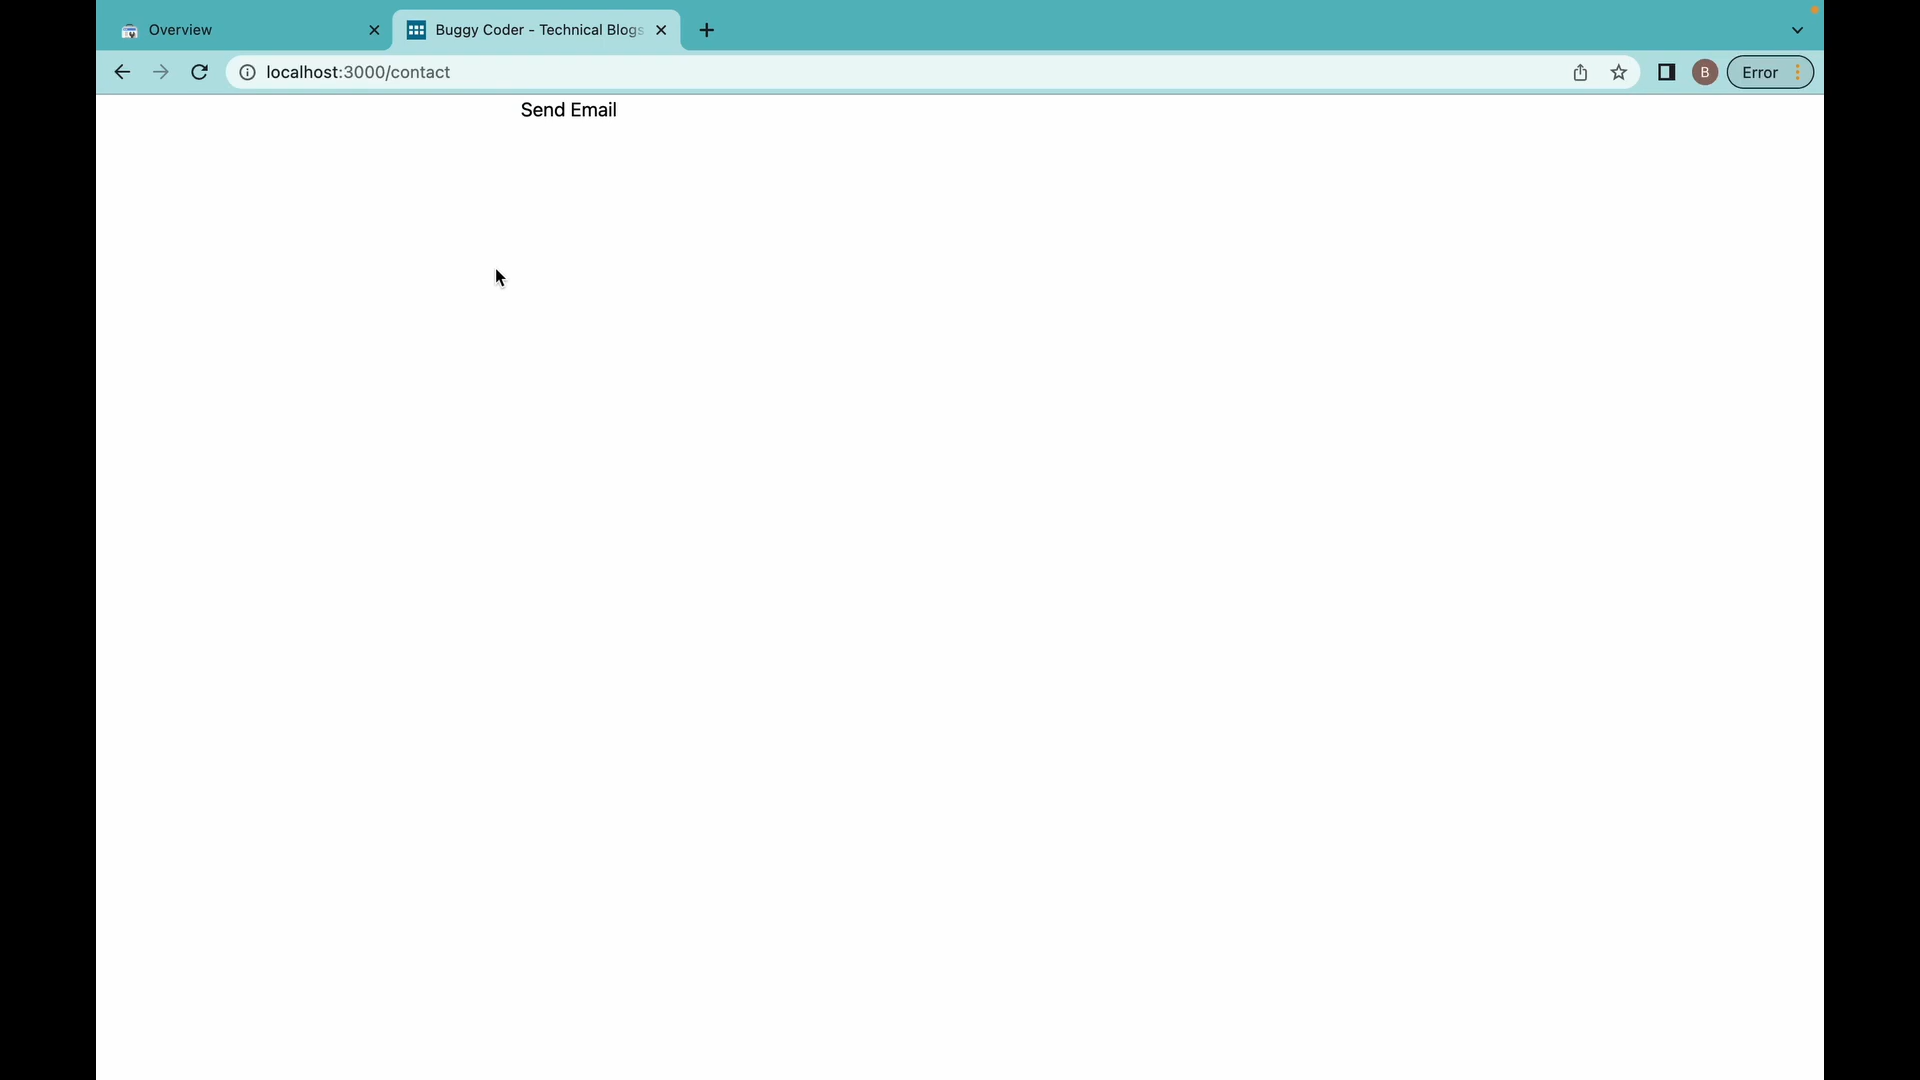 Overview
Buggy Coder - Technical Blogs
localhost:3000/contact
B
Error
Send Email